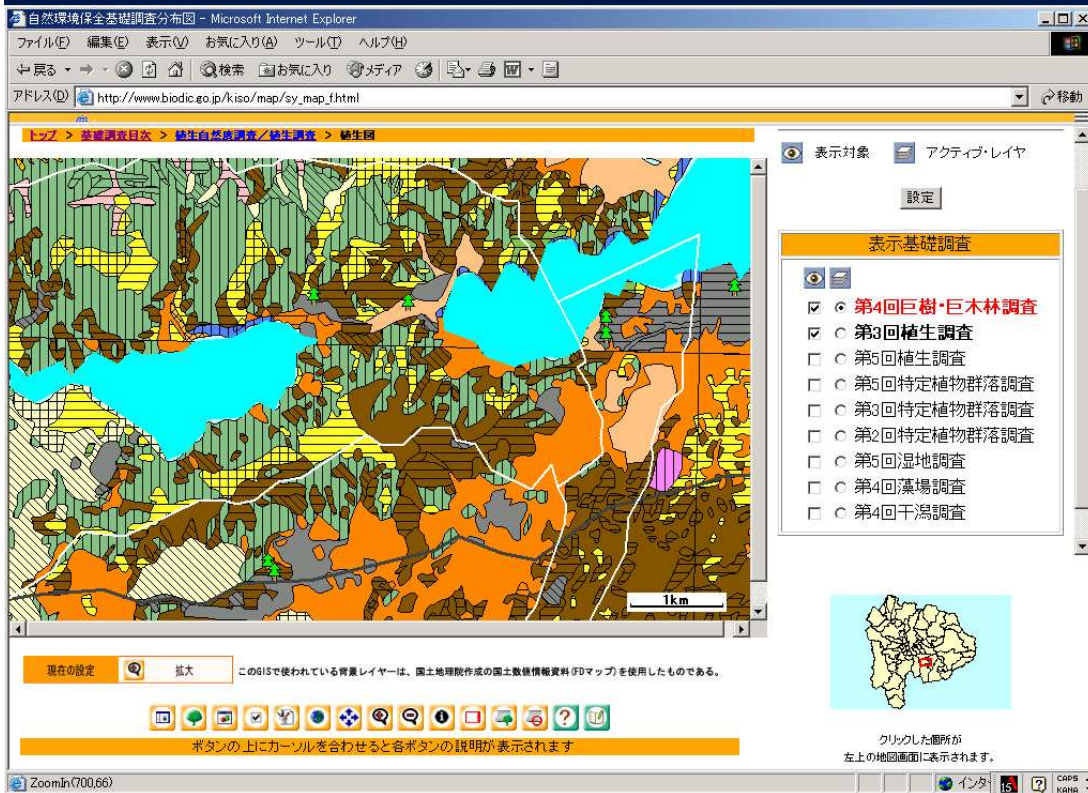 自然環境保全基礎調査分布図 - Microsoft Internet Explorer
ファイル(F) 編集(E) 表示(V) お気に入り(A) ツール(T) ヘルプ(H)
戻る 検索 お気に入り メディア
アドレス(D) http://www.biodic.go.jp/kiso/map/sy_map_f.html 移動
トップ > 基礎調査目次 > 植生自然度調査/植生調査 > 植生図
表示対象 アクティブ・レイヤ
設定
表示基礎調査
第4回巨樹・巨木林調査
第3回植生調査
第5回植生調査
第5回特定植物群落調査
第3回特定植物群落調査
第2回特定植物群落調査
第5回湿地調査
第4回藻場調査
第4回干潟調査
1km
現在の設定 拡大 このGISで使われている背景レイヤーは、国土地理院作成の国土数値情報資料(FDマップ)を使用したものである。
ボタンの上にカーソルを合わせると各ボタンの説明が表示されます
クリックした個所が
左上の地図画面に表示されます。
ZoomIn(700,66) インタ 15 CAPS
KANA